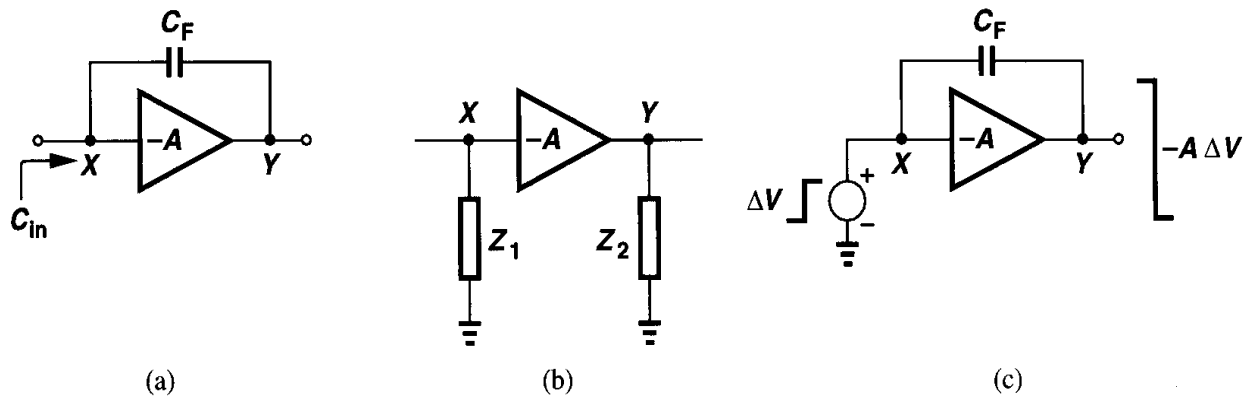 C_F
−A
X
Y
C_in
(a)
X
Y
−A
Z_1
Z_2
(b)
C_F
−A
X
Y
ΔV
+
−
−A ΔV
(c)